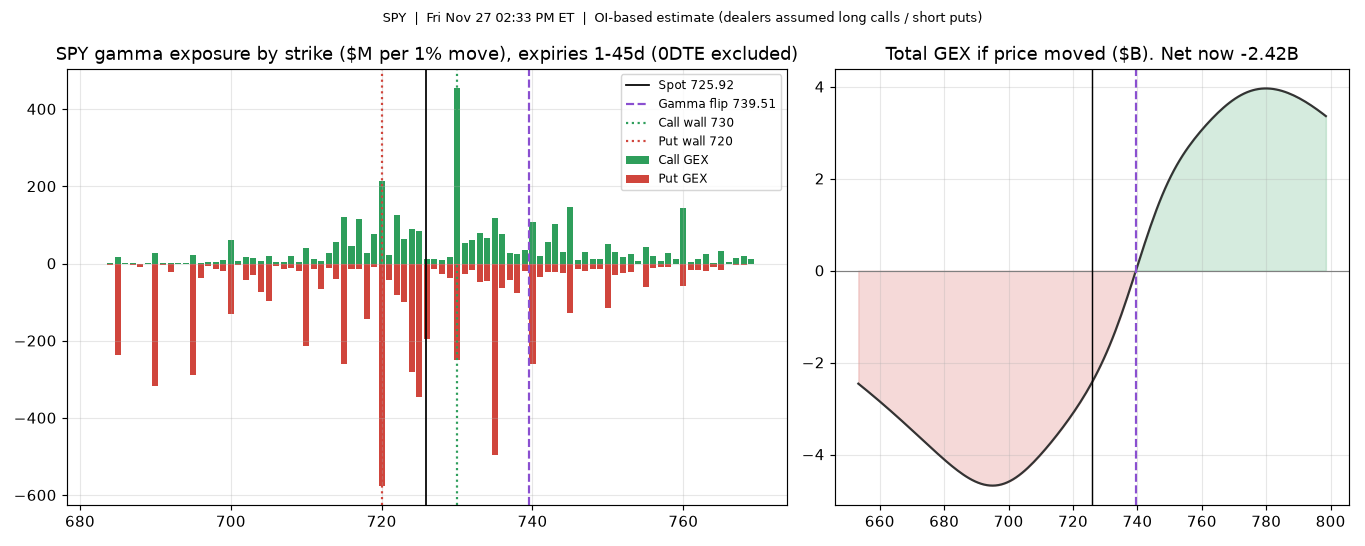 SPY | Fri Nov 27 02:33 PM ET | OI-based estimate (dealers assumed long calls / short puts)
SPY gamma exposure by strike ($M per 1% move), expiries 1-45d (0DTE excluded)
400
200
0
−200
−400
−600
680
700
720
740
760
Spot 725.92
Gamma flip 739.51
Call wall 730
Put wall 720
Call GEX
Put GEX
Total GEX if price moved ($B). Net now -2.42B
4
2
0
−2
−4
660
680
700
720
740
760
780
800